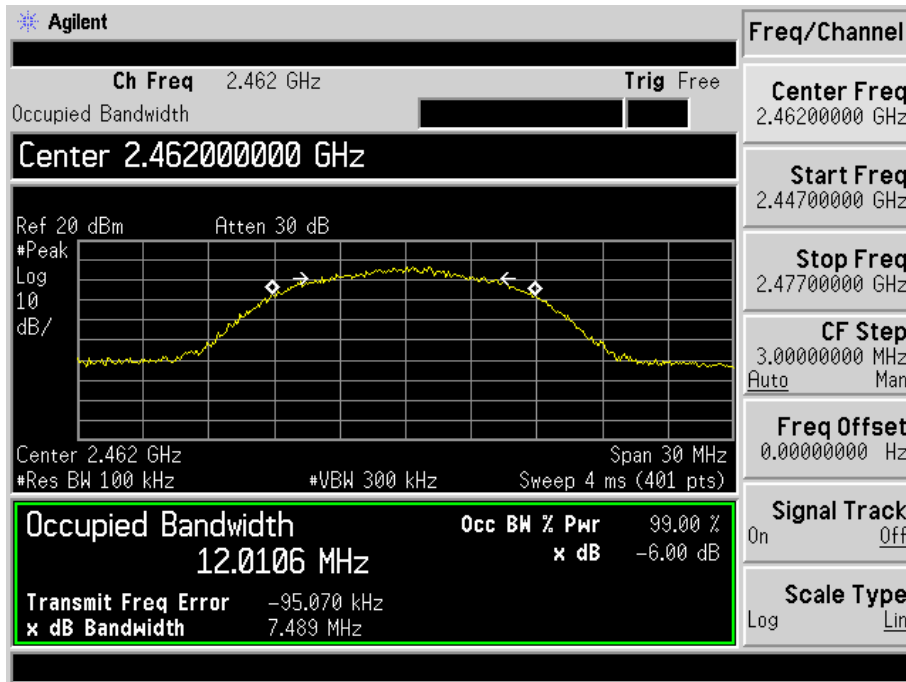 Agilent
Freq/Channel
Ch Freq 2.462 GHz Trig Free
Occupied Bandwidth
Center 2.462000000 GHz
Ref 20 dBm Atten 30 dB
#Peak
Log
10
dB/
Center 2.462 GHz Span 30 MHz
#Res BW 100 kHz #VBW 300 kHz Sweep 4 ms (401 pts)
Occupied Bandwidth Occ BW % Pwr 99.00 %
12.0106 MHz x dB -6.00 dB
Transmit Freq Error -95.070 kHz
x dB Bandwidth 7.489 MHz
Center Freq
2.46200000 GHz
Start Freq
2.44700000 GHz
Stop Freq
2.47700000 GHz
CF Step
3.00000000 MHz
Auto Man
Freq Offset
0.00000000 Hz
Signal Track
On Off
Scale Type
Log Lin